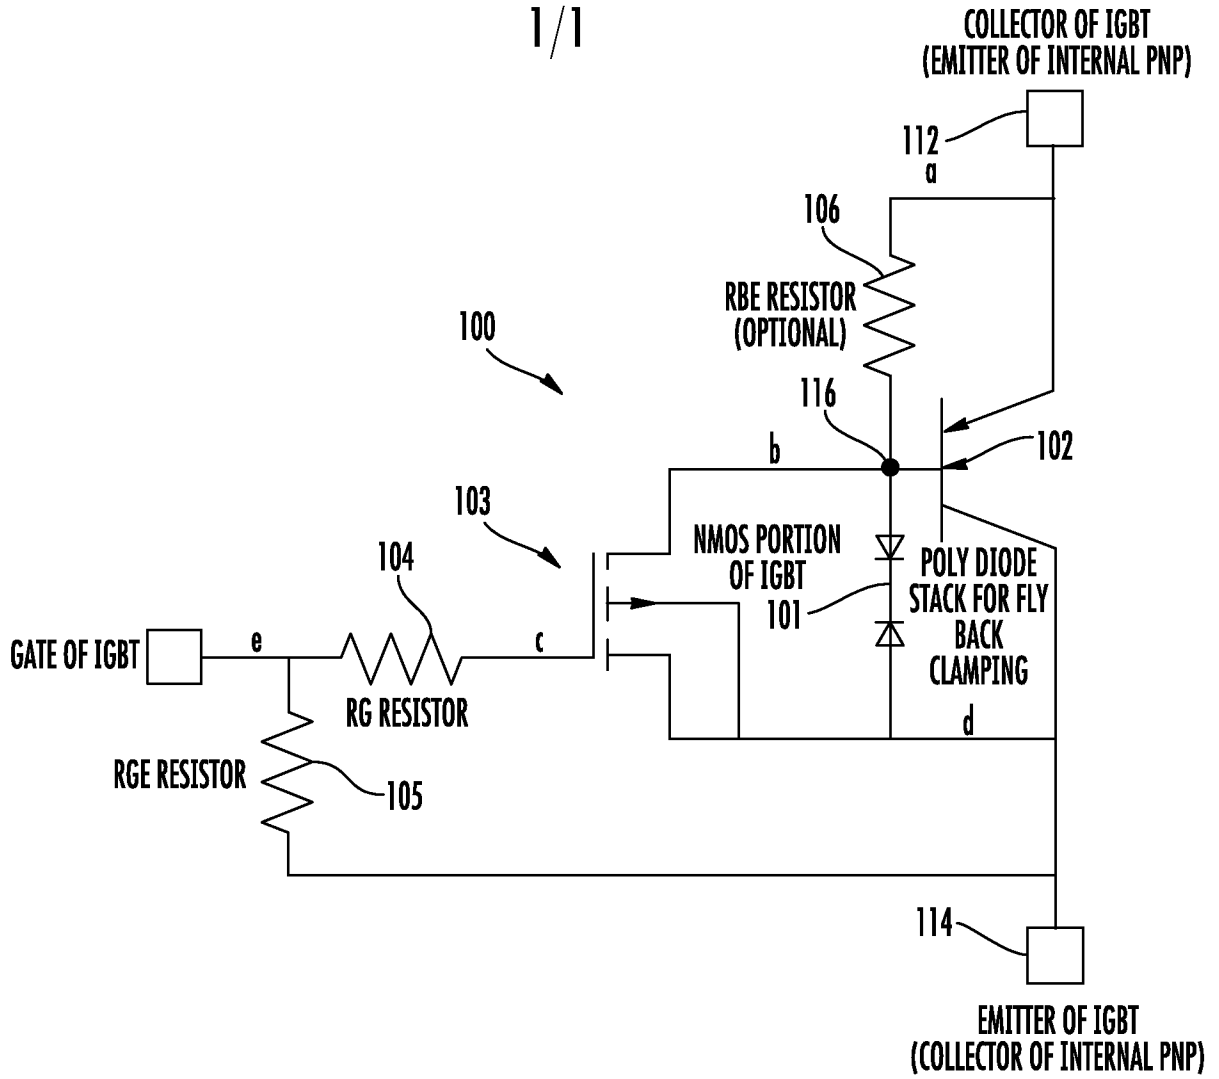 1/1
COLLECTOR OF IGBT
(EMITTER OF INTERNAL PNP)
112
a
106
RBE RESISTOR
(OPTIONAL)
100
116
b
102
103
NMOS PORTION
OF IGBT
104
101
POLY DIODE
STACK FOR FLY
BACK
CLAMPING
GATE OF IGBT
e
c
RG RESISTOR
d
RGE RESISTOR
105
114
EMITTER OF IGBT
(COLLECTOR OF INTERNAL PNP)